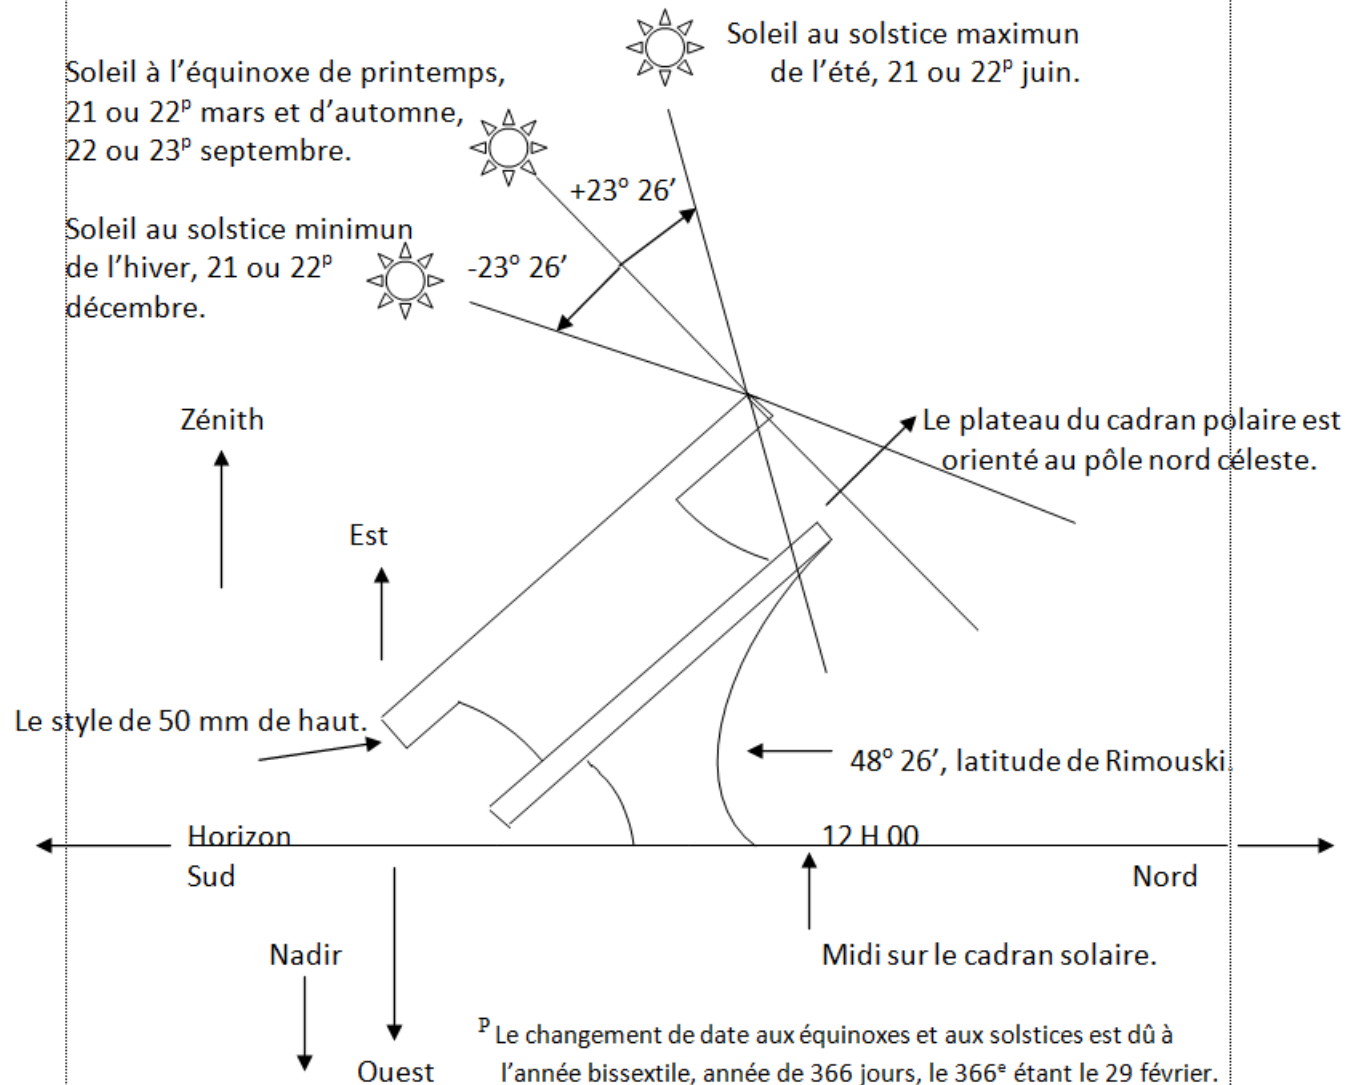 Soleil au solstice maximun
de l’été, 21 ou 22ᵖ juin.
Soleil à l’équinoxe de printemps,
21 ou 22ᵖ mars et d’automne,
22 ou 23ᵖ septembre.
+23° 26’
Soleil au solstice minimun
de l’hiver, 21 ou 22ᵖ
décembre.
-23° 26’
Zénith
Le plateau du cadran polaire est
orienté au pôle nord céleste.
Est
Le style de 50 mm de haut.
48° 26’, latitude de Rimouski.
Horizon
12 H 00
Sud
Nord
Nadir
Midi sur le cadran solaire.
ᵖ Le changement de date aux équinoxes et aux solstices est dû à
l’année bissextile, année de 366 jours, le 366ᵉ étant le 29 février.
Ouest